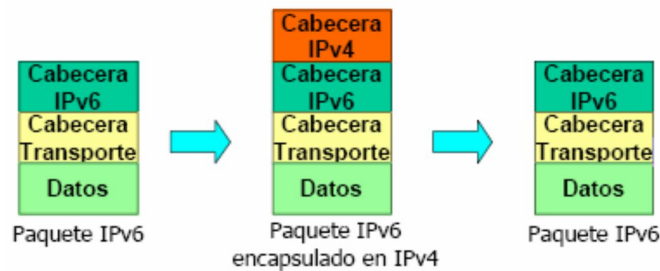 Cabecera
IPv6
Cabecera
Transporte
Datos
Paquete IPv6
Cabecera
IPv4
Cabecera
IPv6
Cabecera
Transporte
Datos
Paquete IPv6
encapsulado en IPv4
Cabecera
IPv6
Cabecera
Transporte
Datos
Paquete IPv6